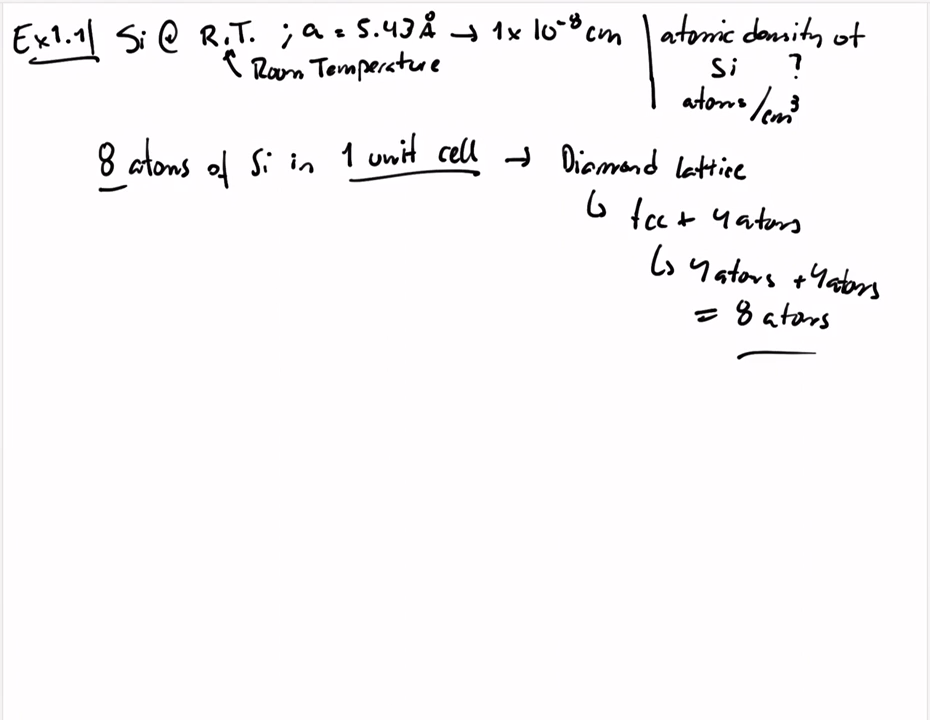 Ex1.1| Si @ R.T. ; a = 5.43 Å → 1 x 10⁻⁸ cm | atomic density of
Room Temperature
Si ?
atoms/cm³
8 atoms of Si in 1 unit cell → Diamond lattice
↳ fcc + 4 atoms
↳ 4 atoms + 4 atoms
= 8 atoms